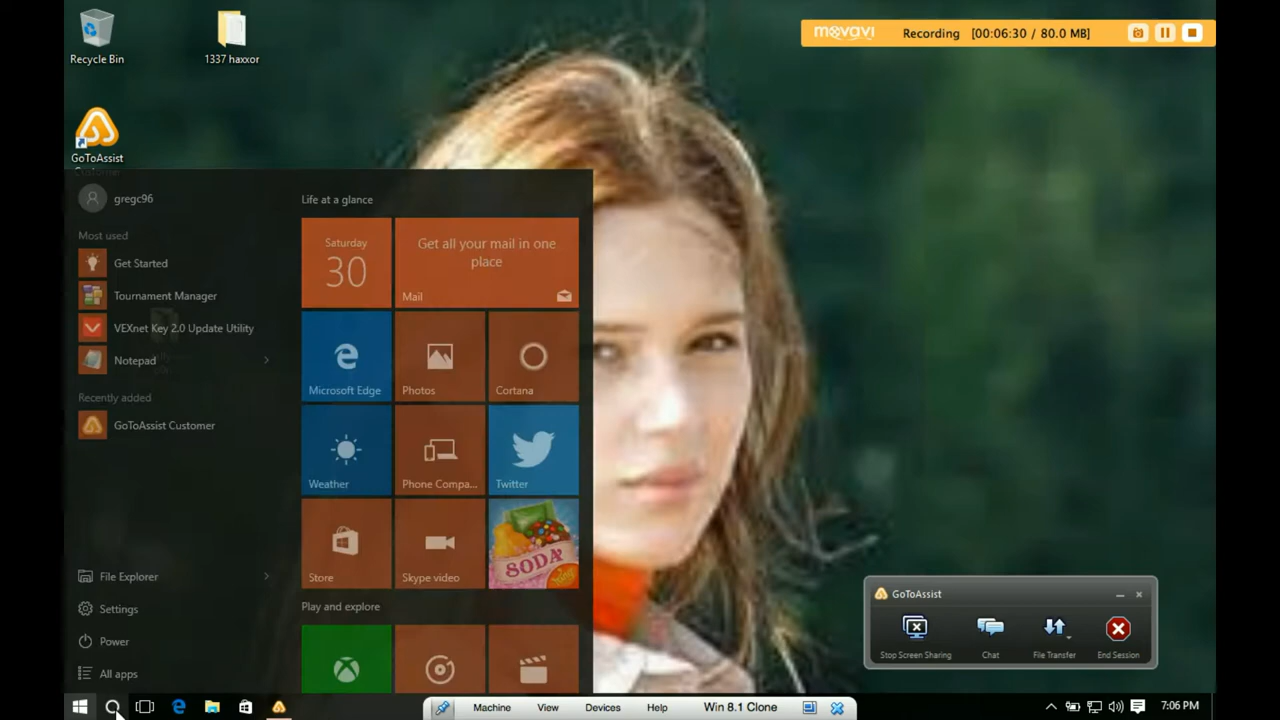 Recycle Bin
1337 haxxor
movavi
Recording [00:06:30 / 80.0 MB]
GoToAssist
gregc96
Most used
Get Started
Tournament Manager
VEXnet Key 2.0 Update Utility
Notepad
Recently added
GoToAssist Customer
File Explorer
Settings
Power
All apps
Life at a glance
Saturday
30
Get all your mail in one
place
Mail
Microsoft Edge
Photos
Cortana
Weather
Phone Compa...
Twitter
Store
Skype video
SODA
Play and explore
GoToAssist
Stop Screen Sharing
Chat
File Transfer
End Session
Machine
View
Devices
Help
Win 8.1 Clone
7:06 PM